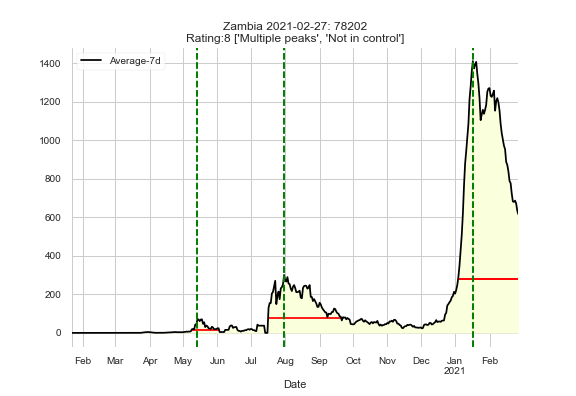 Zambia 2021-02-27: 78202
Rating:8 ['Multiple peaks', 'Not in control']
Average-7d
1400
1200
1000
800
600
400
200
0
Feb Mar Apr May Jun Jul Aug Sep Oct Nov Dec Jan Feb
2021
Date